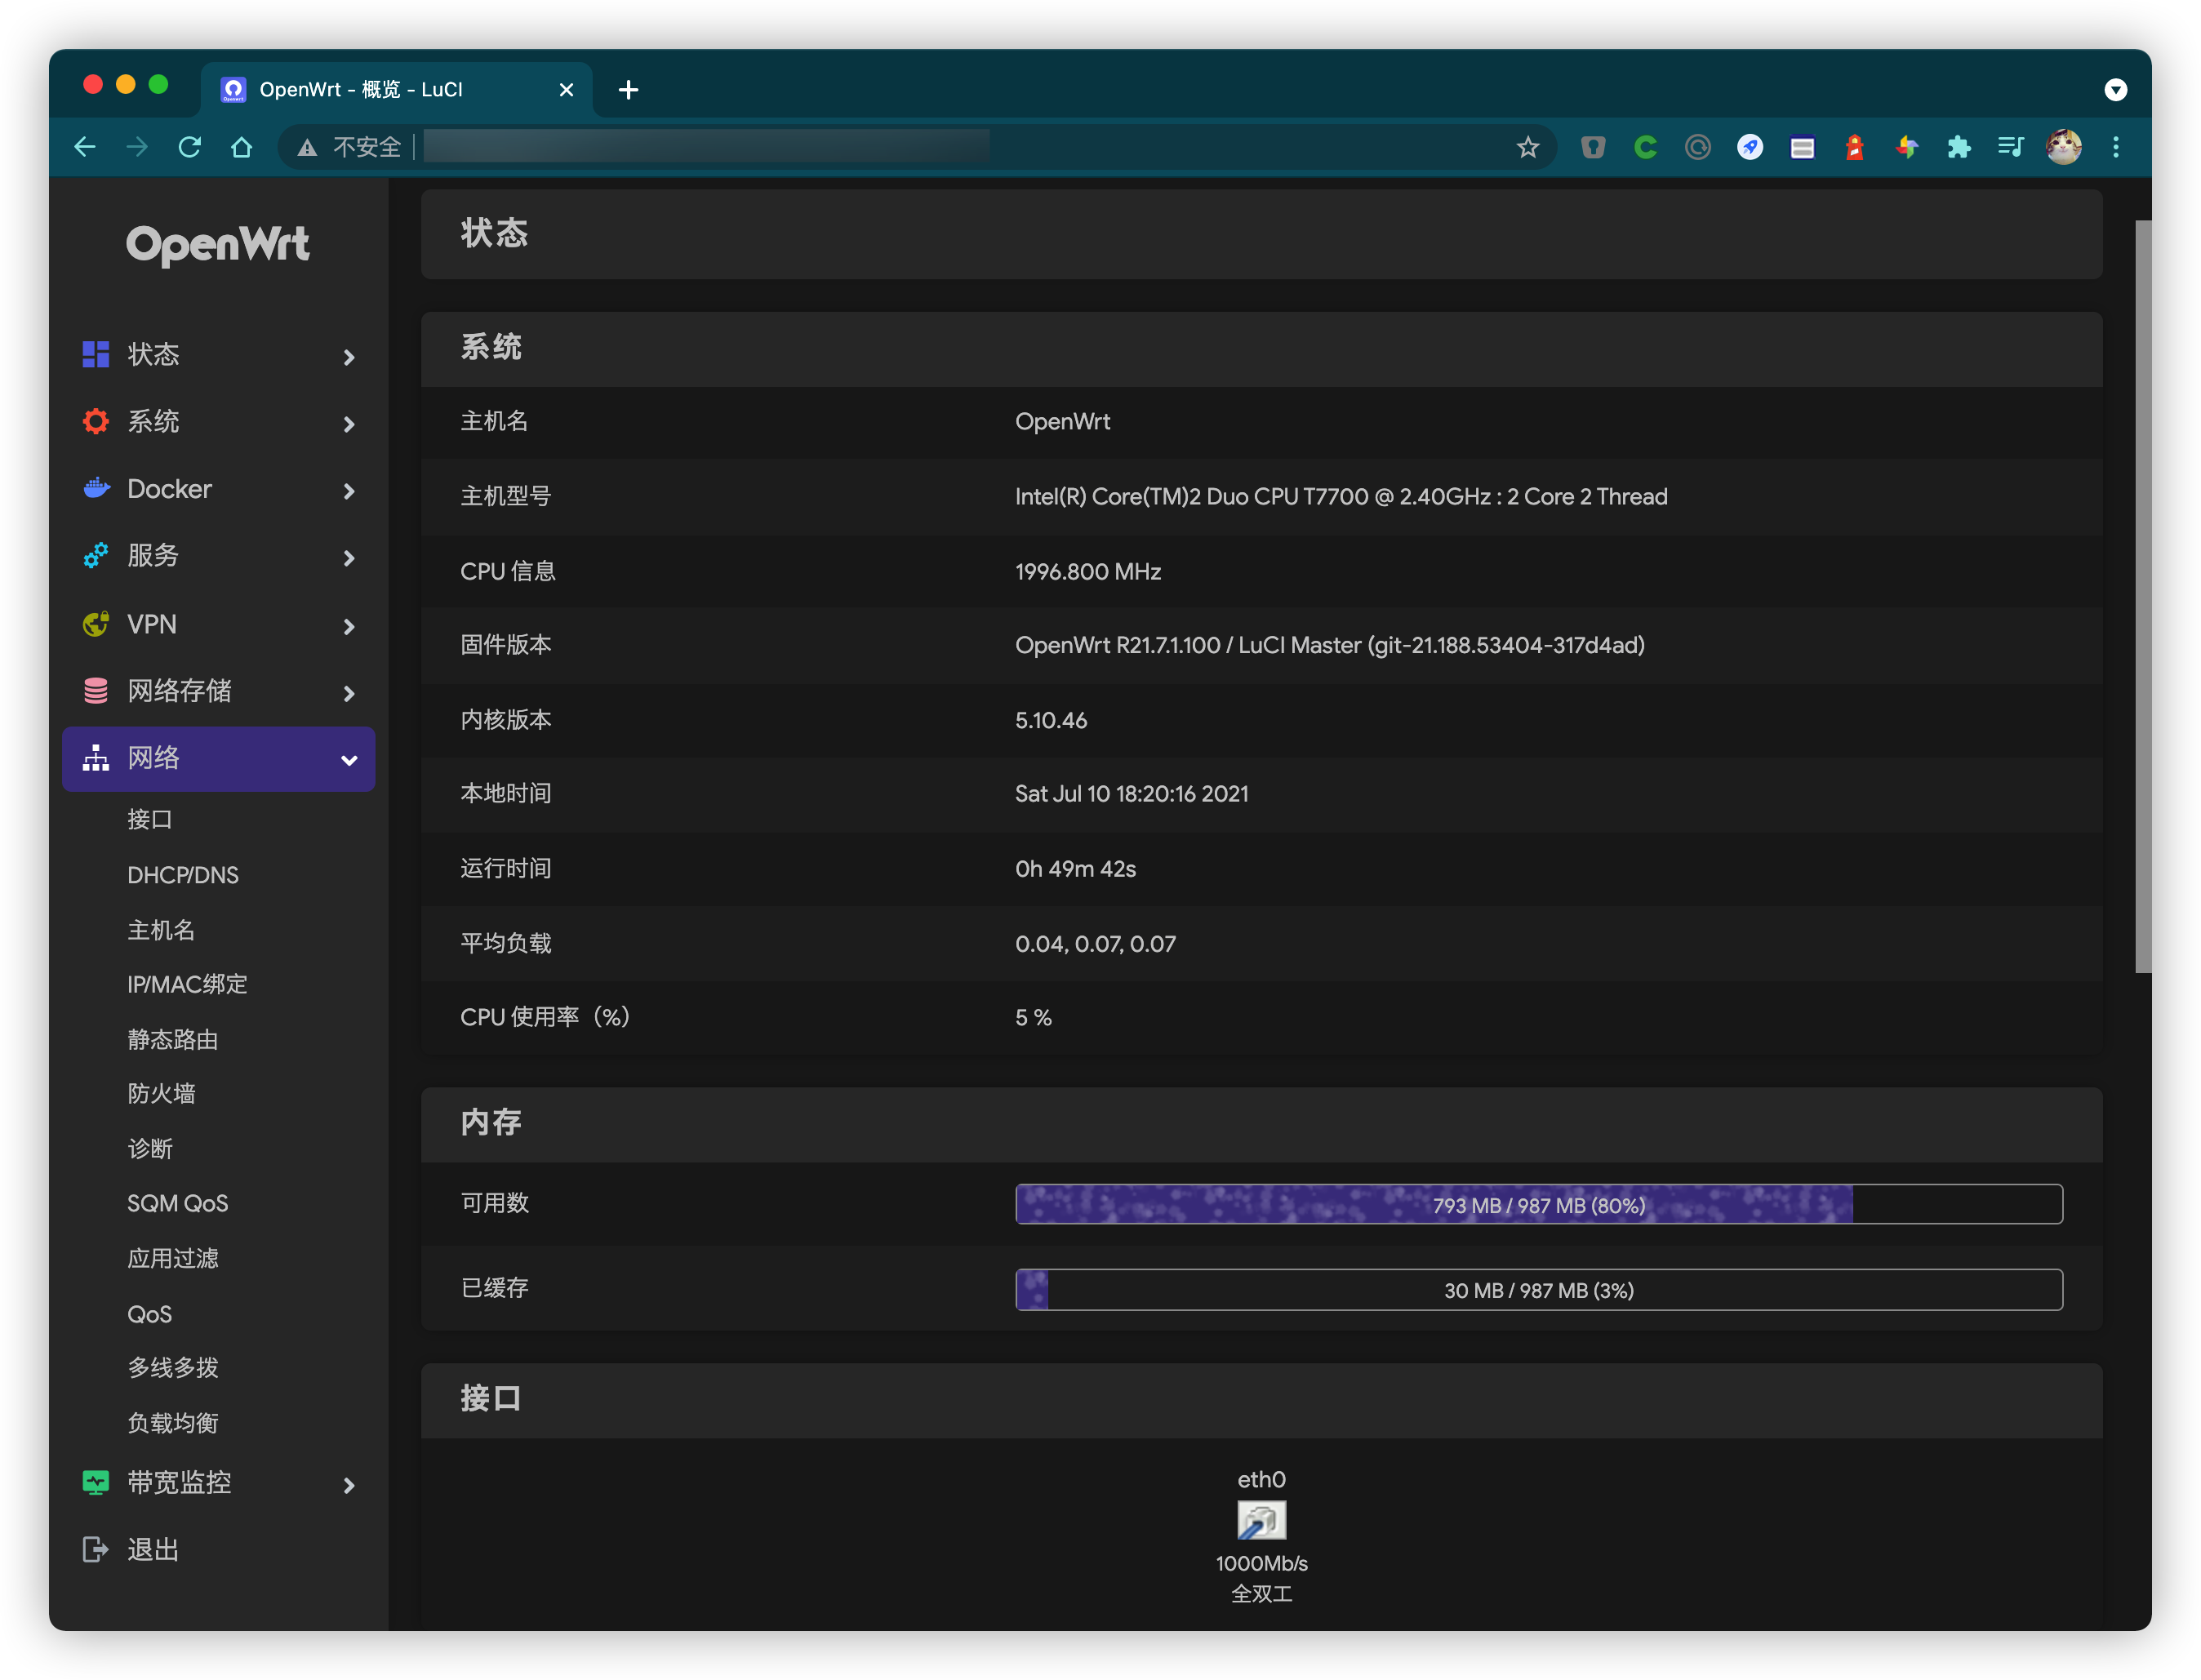 OpenWrt - 概览 - LuCI
不安全
OpenWrt
状态
系统
Docker
服务
VPN
网络存储
网络
接口
DHCP/DNS
主机名
IP/MAC绑定
静态路由
防火墙
诊断
SQM QoS
应用过滤
QoS
多线多拨
负载均衡
带宽监控
退出
状态
系统
主机名 OpenWrt
主机型号 Intel(R) Core(TM)2 Duo CPU T7700 @ 2.40GHz : 2 Core 2 Thread
CPU 信息 1996.800 MHz
固件版本 OpenWrt R21.7.1.100 / LuCI Master (git-21.188.53404-317d4ad)
内核版本 5.10.46
本地时间 Sat Jul 10 18:20:16 2021
运行时间 0h 49m 42s
平均负载 0.04, 0.07, 0.07
CPU 使用率（%） 5 %
内存
可用数 793 MB / 987 MB (80%)
已缓存 30 MB / 987 MB (3%)
接口
eth0
1000Mb/s
全双工